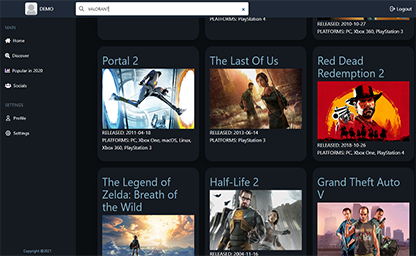 DEMO
VALORANT
Logout
MAIN
Home
Discover
Popular in 2020
Socials
SETTINGS
Profile
Settings
Copyright ©2021
RELEASED: 2010-10-27
PLATFORMS: PlayStation 4
PC, Xbox 360, PlayStation 3
Portal 2
RELEASED: 2011-04-18
PLATFORMS: PC, Xbox One, macOS, Linux,
Xbox 360, PlayStation 3
The Last Of Us
RELEASED: 2013-06-14
PLATFORMS: PlayStation 3
Red Dead
Redemption 2
RELEASED: 2018-10-26
PLATFORMS: PC, Xbox One, PlayStation 4
The Legend of
Zelda: Breath of
the Wild
Half-Life 2
RELEASED: 2004-11-16
Grand Theft Auto
V